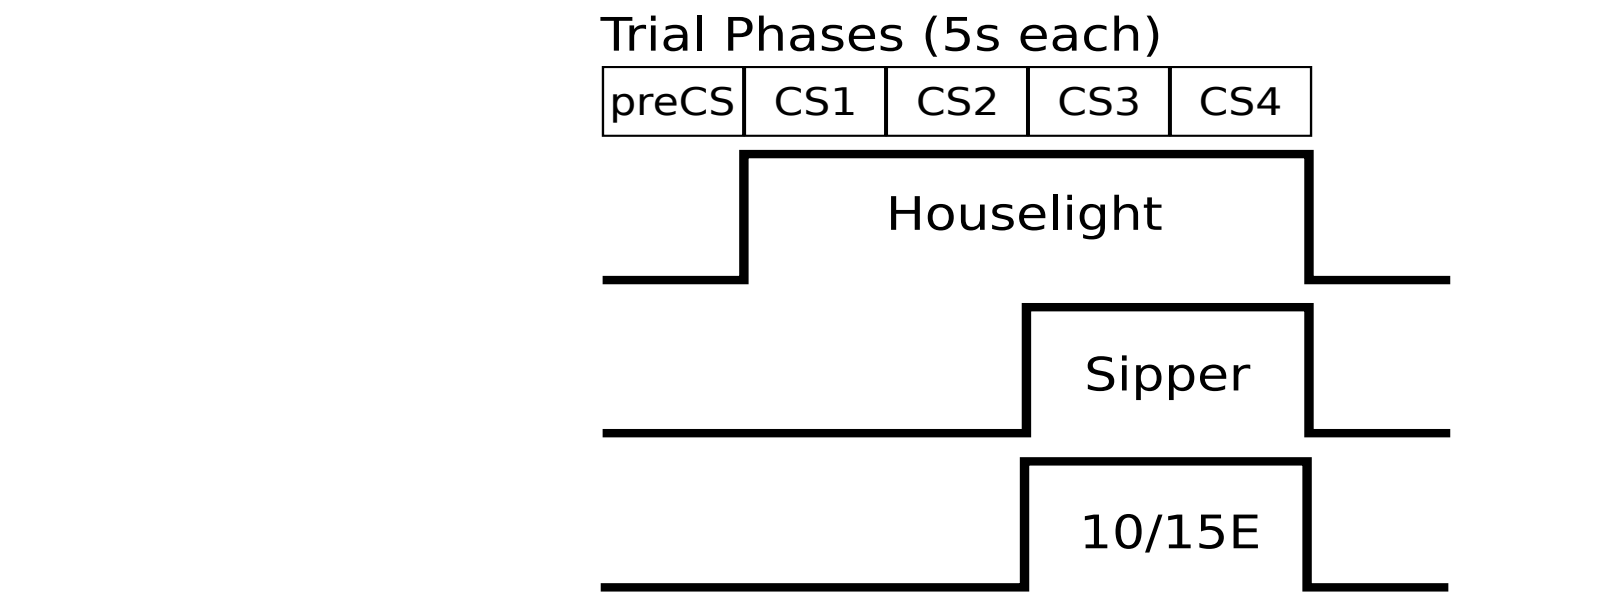 Trial Phases (5s each)
preCS CS1 CS2 CS3 CS4
Houselight
Sipper
10/15E